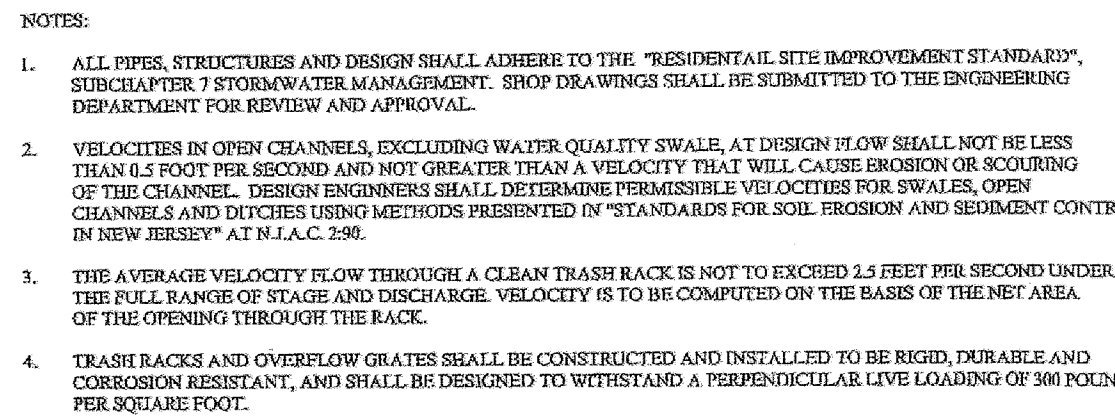 NOTES:
1. ALL PIPES, STRUCTURES AND DESIGN SHALL ADHERE TO THE "RESIDENTAIL SITE IMPROVEMENT STANDARD",
SUBCHAPTER 7 STORMWATER MANAGEMENT. SHOP DRAWINGS SHALL BE SUBMITTED TO THE ENGINEERING
DEPARTMENT FOR REVIEW AND APPROVAL.
2. VELOCITIES IN OPEN CHANNELS, EXCLUDING WATER QUALITY SWALE, AT DESIGN FLOW SHALL NOT BE LESS
THAN 0.5 FOOT PER SECOND AND NOT GREATER THAN A VELOCITY THAT WILL CAUSE EROSION OR SCOURING
OF THE CHANNEL. DESIGN ENGINNERS SHALL DETERMINE PERMISSIBLE VELOCITIES FOR SWALES, OPEN
CHANNELS AND DITCHES USING METHODS PRESENTED IN "STANDARDS FOR SOIL EROSION AND SEDIMENT CONTR
IN NEW JERSEY" AT N.J.A.C. 2:90.
3. THE AVERAGE VELOCITY FLOW THROUGH A CLEAN TRASH RACK IS NOT TO EXCEED 2.5 FEET PER SECOND UNDER
THE FULL RANGE OF STAGE AND DISCHARGE. VELOCITY IS TO BE COMPUTED ON THE BASIS OF THE NET AREA
OF THE OPENING THROUGH THE RACK.
4. TRASH RACKS AND OVERFLOW GRATES SHALL BE CONSTRUCTED AND INSTALLED TO BE RIGID, DURABLE AND
CORROSION RESISTANT, AND SHALL BE DESIGNED TO WITHSTAND A PERPENDICULAR LIVE LOADING OF 300 POUN
PER SQUARE FOOT.